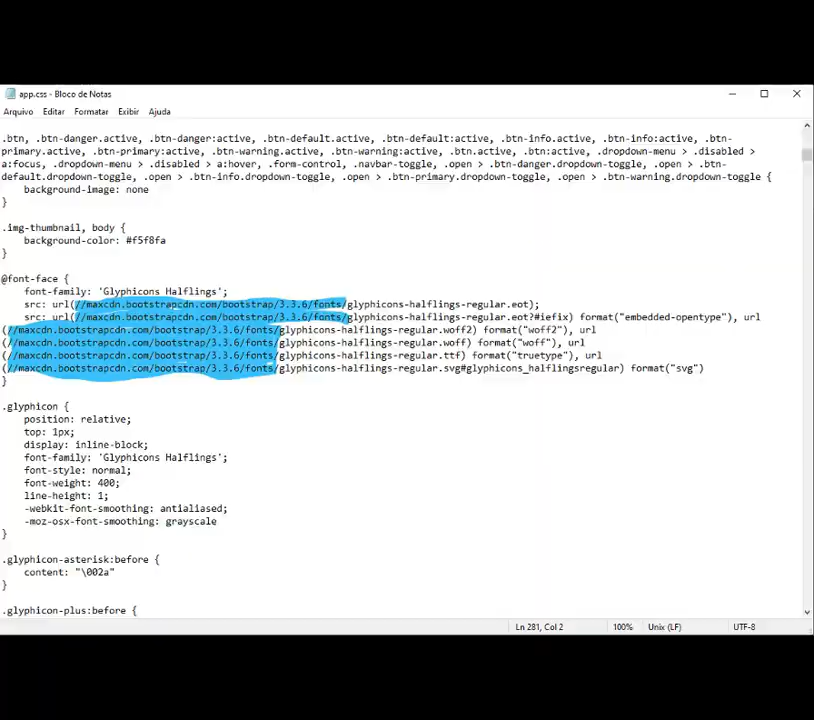 app.css - Bloco de Notas
Arquivo Editar Formatar Exibir Ajuda
.btn, .btn-danger.active, .btn-danger:active, .btn-default.active, .btn-default:active, .btn-info.active, .btn-info:active, .btn-
primary.active, .btn-primary:active, .btn-warning.active, .btn-warning:active, .btn:active, .dropdown-menu > .disabled >
a:focus, .dropdown-menu > .disabled > a:hover, .form-control, .navbar-toggle, .open > .btn-danger.dropdown-toggle, .open > .btn-
default.dropdown-toggle, .open > .btn-info.dropdown-toggle, .open > .btn-primary.dropdown-toggle, .open > .btn-warning.dropdown-toggle {
background-image: none
}
.img-thumbnail, body {
background-color: #f5f8fa
}
@font-face {
font-family: 'Glyphicons Halflings';
src: url(//maxcdn.bootstrapcdn.com/bootstrap/3.3.6/fonts/glyphicons-halflings-regular.eot);
src: url(//maxcdn.bootstrapcdn.com/bootstrap/3.3.6/fonts/glyphicons-halflings-regular.eot?#iefix) format("embedded-opentype"), url
(//maxcdn.bootstrapcdn.com/bootstrap/3.3.6/fonts/glyphicons-halflings-regular.woff2) format("woff2"), url
(//maxcdn.bootstrapcdn.com/bootstrap/3.3.6/fonts/glyphicons-halflings-regular.woff) format("woff"), url
(//maxcdn.bootstrapcdn.com/bootstrap/3.3.6/fonts/glyphicons-halflings-regular.ttf) format("truetype"), url
(//maxcdn.bootstrapcdn.com/bootstrap/3.3.6/fonts/glyphicons-halflings-regular.svg#glyphicons_halflingsregular) format("svg")
}
.glyphicon {
position: relative;
top: 1px;
display: inline-block;
font-family: 'Glyphicons Halflings';
font-style: normal;
font-weight: 400;
line-height: 1;
-webkit-font-smoothing: antialiased;
-moz-osx-font-smoothing: grayscale
}
.glyphicon-asterisk:before {
content: "\002a"
}
.glyphicon-plus:before {
Ln 281, Col 2 100% Unix (LF) UTF-8